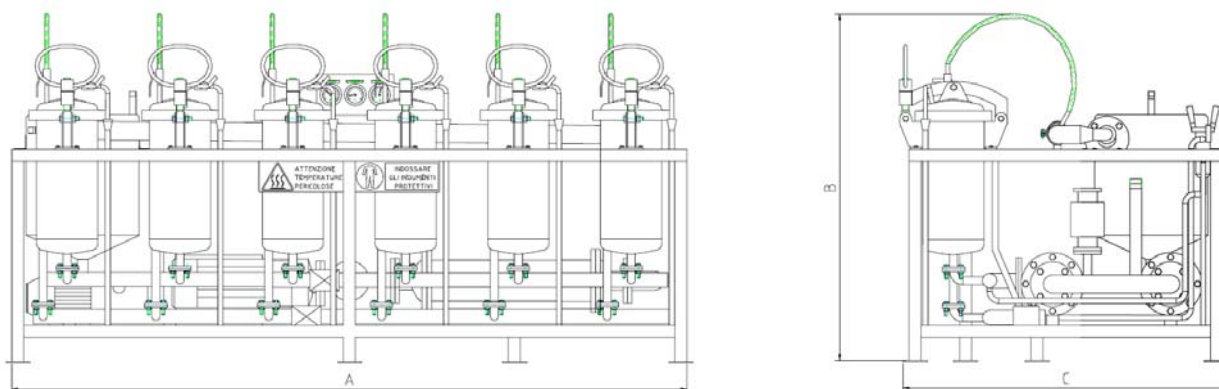 ATTENZIONE
TEMPERATURE
PERICOLOSE
INDOSSARE
GLI INDUMENTI
PROTETTIVI
A
B
C